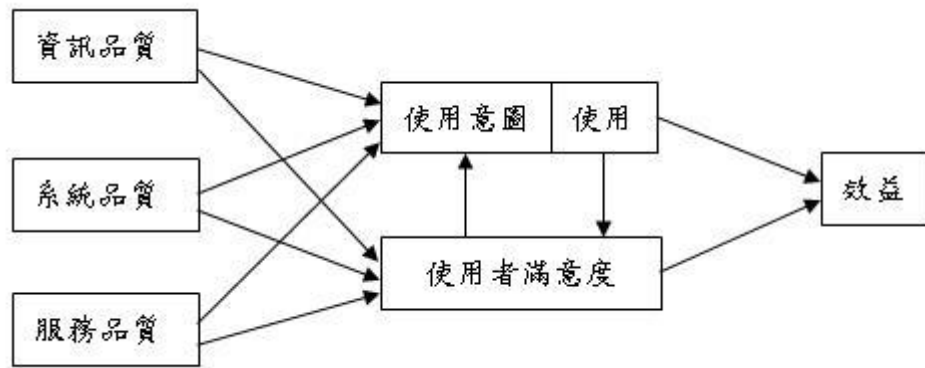 資訊品質
系統品質
服務品質
使用意圖
使用
使用者滿意度
效益